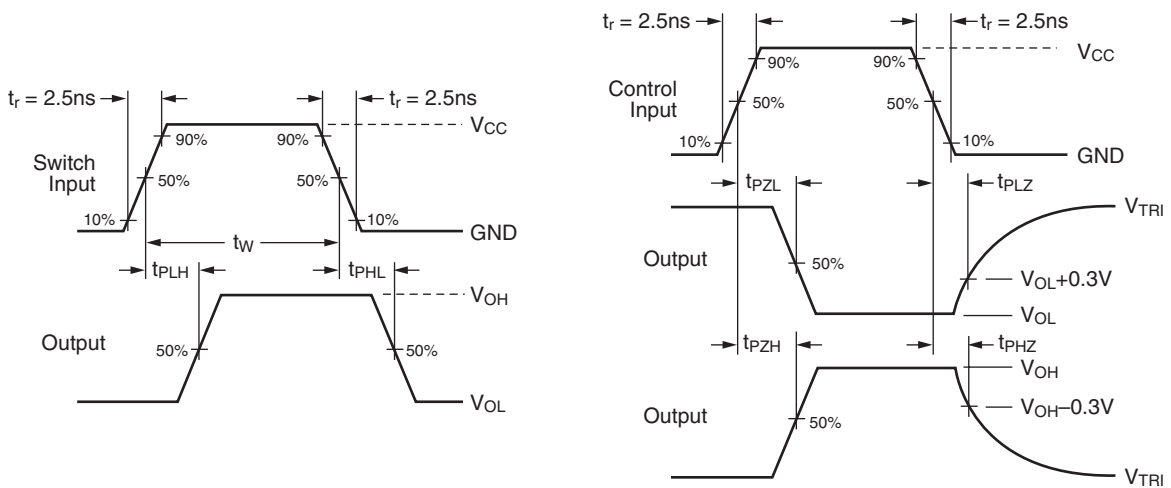 tr = 2.5ns
tr = 2.5ns
VCC
90%
90%
Switch
Input
50%
50%
10%
10%
GND
tW
tPLH
tPHL
VOH
Output
50%
50%
VOL
tr = 2.5ns
tr = 2.5ns
VCC
90%
90%
Control
Input
50%
50%
10%
10%
GND
tPZL
tPLZ
VTRI
Output
50%
VOL+0.3V
VOL
tPZH
tPHZ
VOH
VOH–0.3V
Output
50%
VTRI